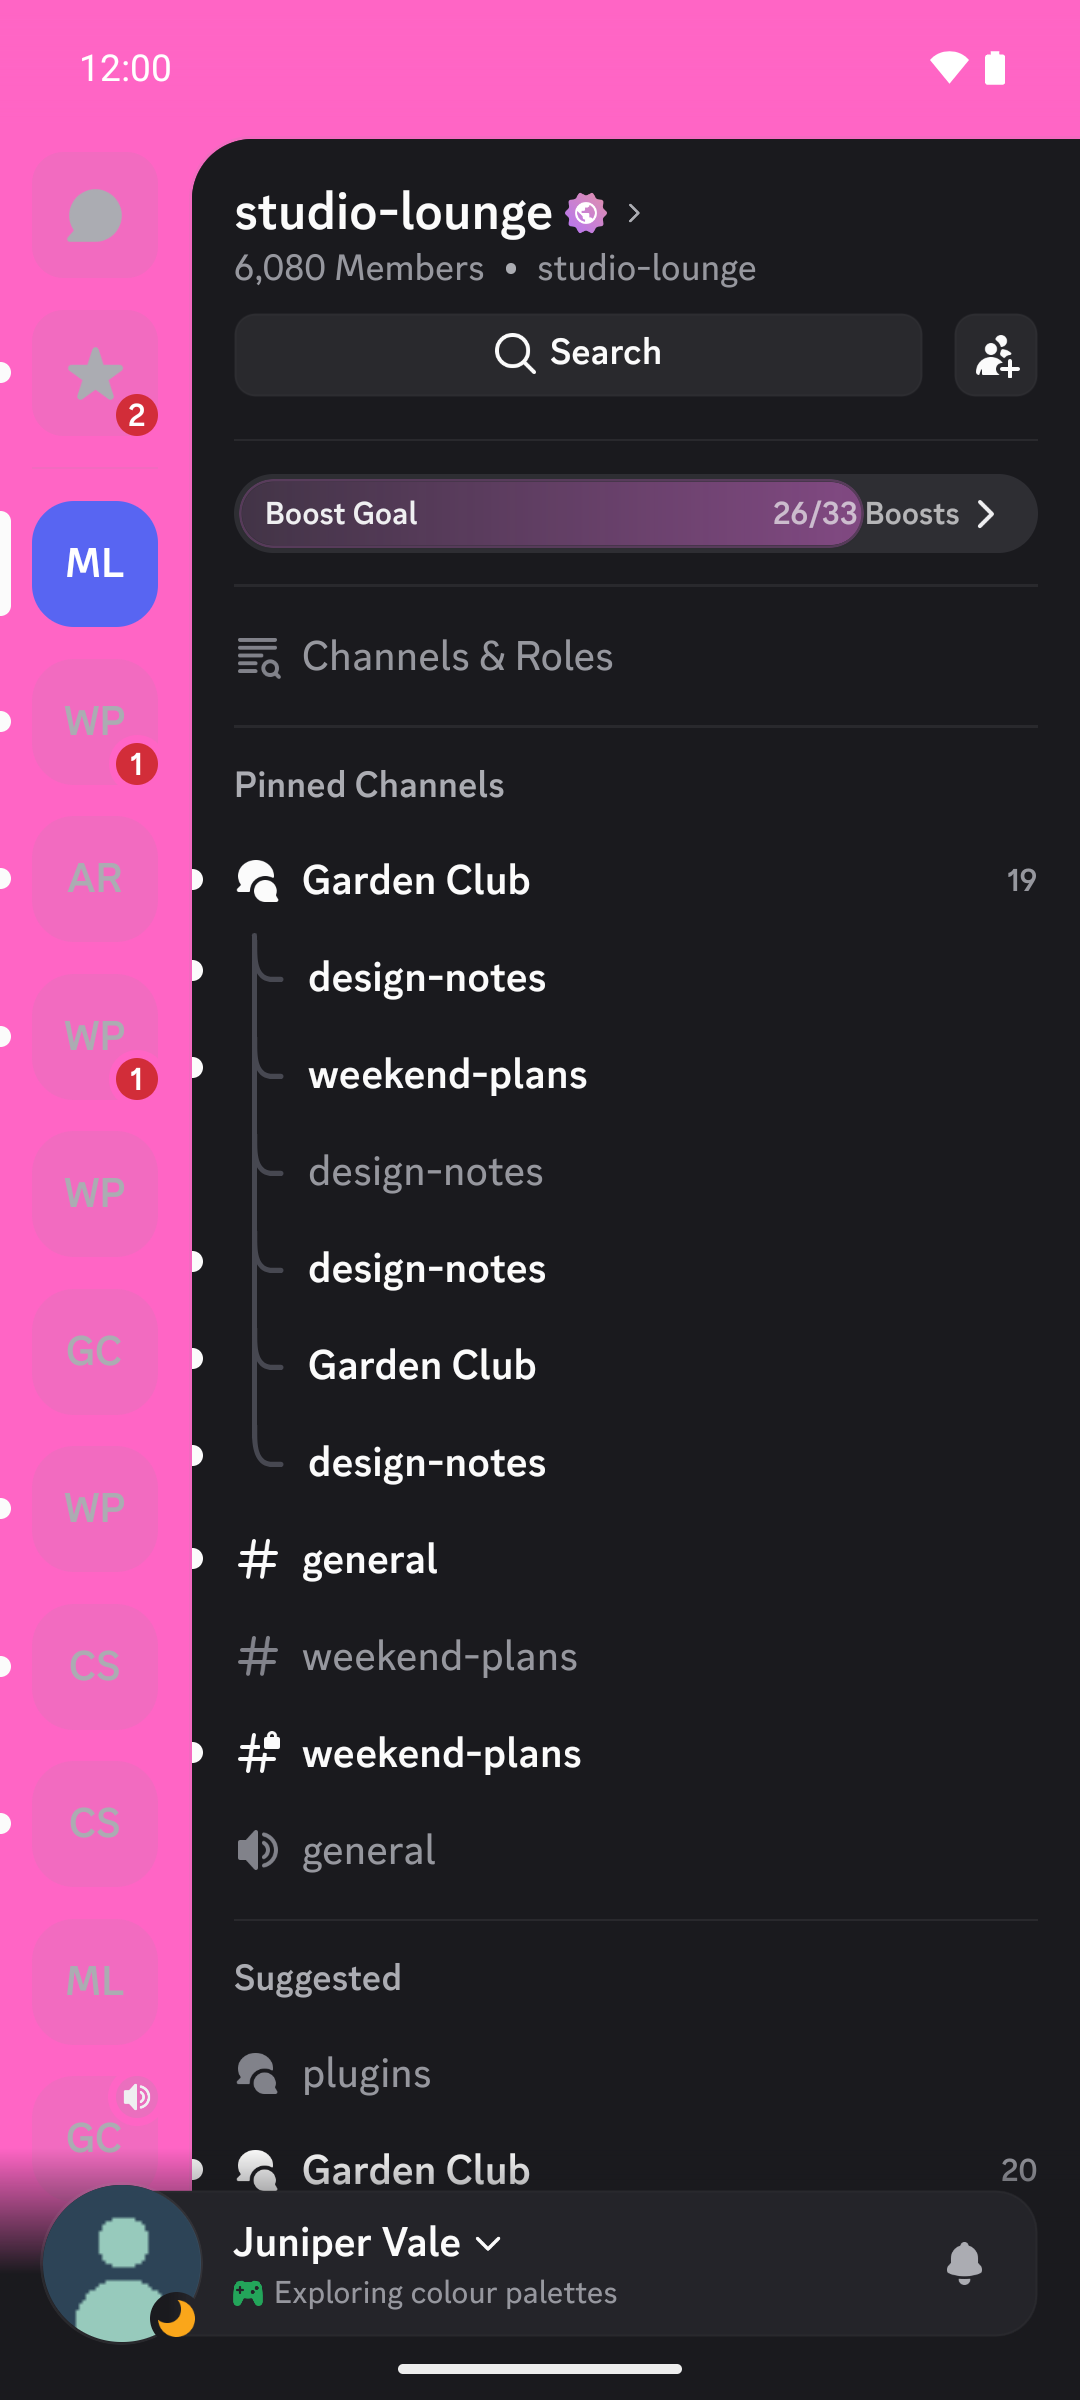 12:00
studio-lounge
6,080 Members • studio-lounge
Search
2
Boost Goal 26/33 Boosts
ML
Channels & Roles
WP
1
Pinned Channels
AR
Garden Club 19
design-notes
WP
1
weekend-plans
design-notes
WP
design-notes
GC
Garden Club
design-notes
WP
general
weekend-plans
CS
weekend-plans
CS
general
ML
Suggested
plugins
GC
Garden Club 20
Juniper Vale
Exploring colour palettes